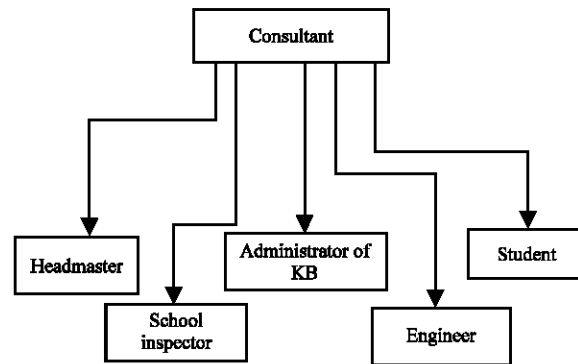 Consultant
Headmaster
School
inspector
Administrator of
KB
Engineer
Student